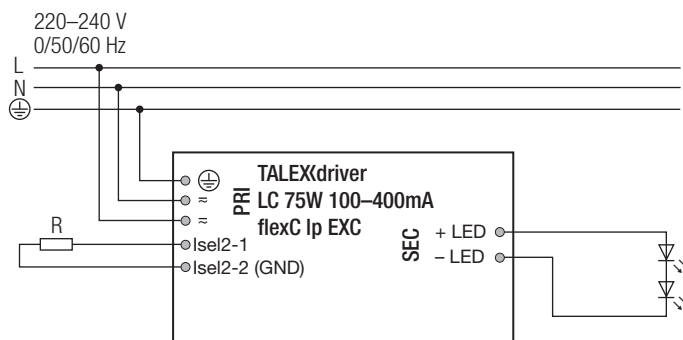 220–240 V
0/50/60 Hz
L
N
TALEXXdriver
LC 75W 100–400mA
flexC lp EXC
PRI
≂
≂
R
Isel2-1
Isel2-2 (GND)
SEC
+ LED
– LED